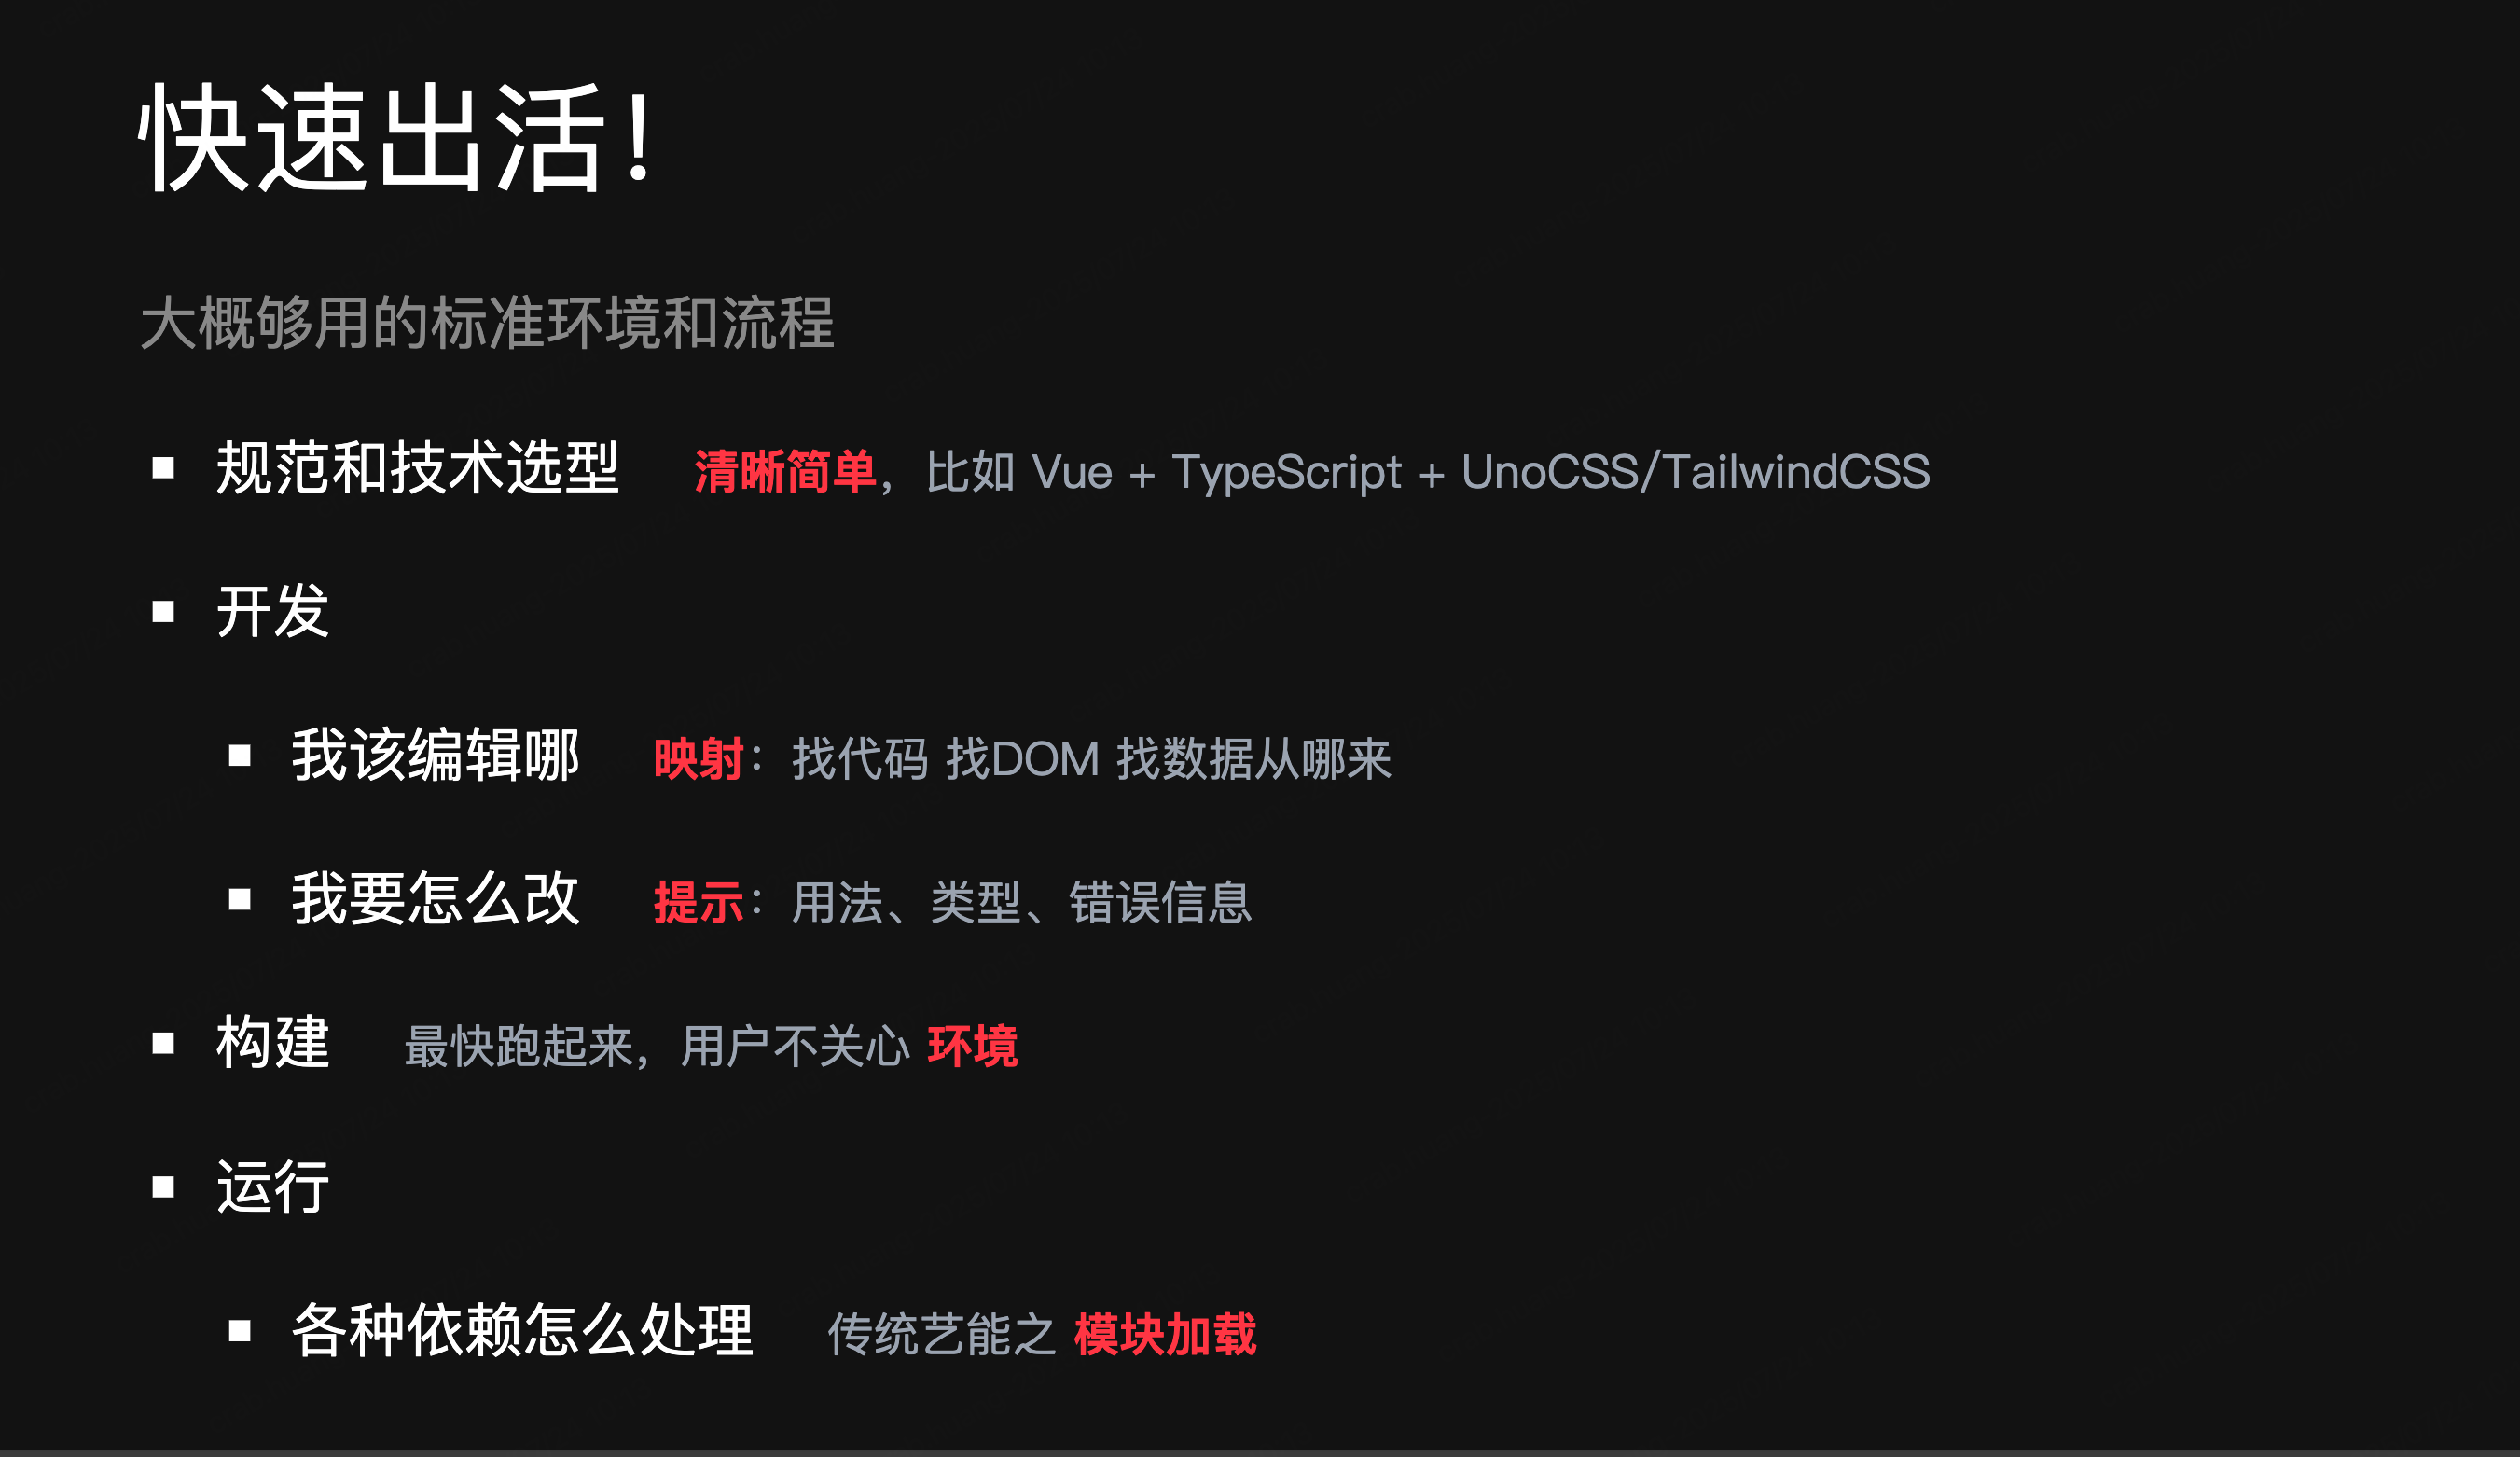 快速出活！
大概够用的标准环境和流程
规范和技术选型 清晰简单，比如 Vue + TypeScript + UnoCSS/TailwindCSS
开发
我该编辑哪 映射：找代码 找DOM 找数据从哪来
我要怎么改 提示：用法、类型、错误信息
构建 最快跑起来，用户不关心 环境
运行
各种依赖怎么处理 传统艺能之 模块加载